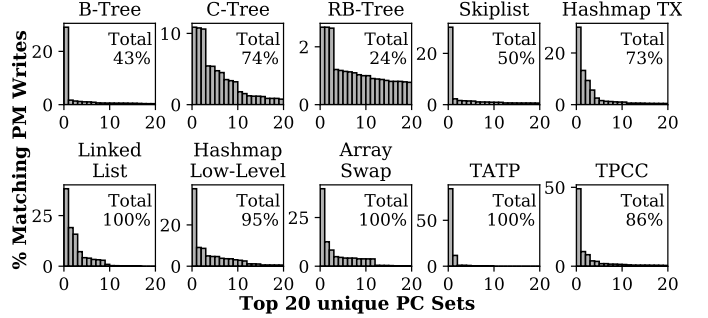 B-Tree
C-Tree
RB-Tree
Skiplist
Hashmap TX
Total
43%
Total
74%
Total
24%
Total
50%
Total
73%
20
0
10
0
2
0
20
0
20
0
0 10 20
0 10 20
0 10 20
0 10 20
0 10 20
% Matching PM Writes
Linked
List
Hashmap
Low-Level
Array
Swap
TATP
TPCC
Total
100%
Total
95%
Total
100%
Total
100%
Total
86%
25
0
20
0
25
0
50
0
50
0
0 10 20
0 10 20
0 10 20
0 10 20
0 10 20
Top 20 unique PC Sets